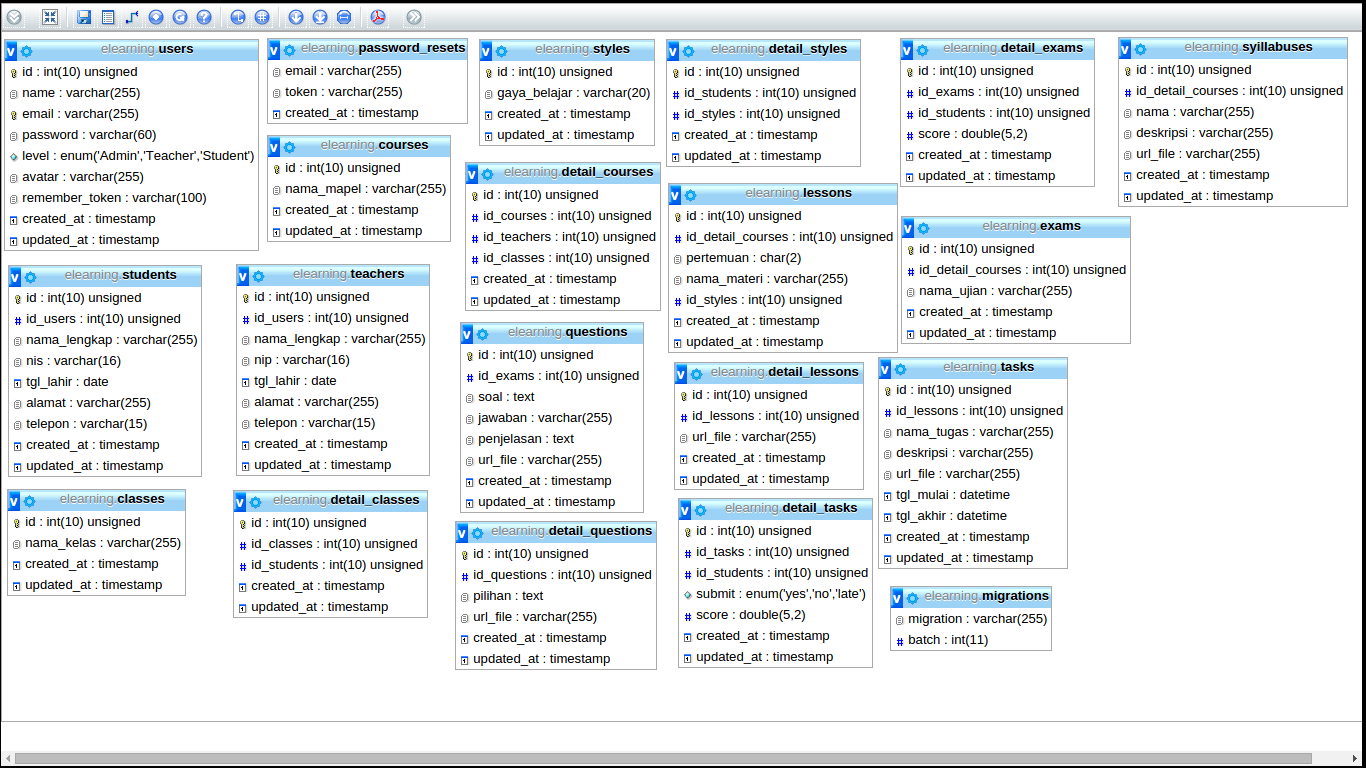 elearning.users
id : int(10) unsigned
name : varchar(255)
email : varchar(255)
password : varchar(60)
level : enum('Admin','Teacher','Student')
avatar : varchar(255)
remember_token : varchar(100)
created_at : timestamp
updated_at : timestamp
elearning.password_resets
email : varchar(255)
token : varchar(255)
created_at : timestamp
elearning.courses
id : int(10) unsigned
nama_mapel : varchar(255)
created_at : timestamp
updated_at : timestamp
elearning.styles
id : int(10) unsigned
gaya_belajar : varchar(20)
created_at : timestamp
updated_at : timestamp
elearning.detail_styles
id : int(10) unsigned
id_students : int(10) unsigned
id_styles : int(10) unsigned
created_at : timestamp
updated_at : timestamp
elearning.detail_exams
id : int(10) unsigned
id_exams : int(10) unsigned
id_students : int(10) unsigned
score : double(5,2)
created_at : timestamp
updated_at : timestamp
elearning.syillabuses
id : int(10) unsigned
id_detail_courses : int(10) unsigned
nama : varchar(255)
deskripsi : varchar(255)
url_file : varchar(255)
created_at : timestamp
updated_at : timestamp
elearning.detail_courses
id : int(10) unsigned
id_courses : int(10) unsigned
id_teachers : int(10) unsigned
id_classes : int(10) unsigned
created_at : timestamp
updated_at : timestamp
elearning.lessons
id : int(10) unsigned
id_detail_courses : int(10) unsigned
pertemuan : char(2)
nama_materi : varchar(255)
id_styles : int(10) unsigned
created_at : timestamp
updated_at : timestamp
elearning.exams
id : int(10) unsigned
id_detail_courses : int(10) unsigned
nama_ujian : varchar(255)
created_at : timestamp
updated_at : timestamp
elearning.students
id : int(10) unsigned
id_users : int(10) unsigned
nama_lengkap : varchar(255)
nis : varchar(16)
tgl_lahir : date
alamat : varchar(255)
telepon : varchar(15)
created_at : timestamp
updated_at : timestamp
elearning.teachers
id : int(10) unsigned
id_users : int(10) unsigned
nama_lengkap : varchar(255)
nip : varchar(16)
tgl_lahir : date
alamat : varchar(255)
telepon : varchar(15)
created_at : timestamp
updated_at : timestamp
elearning.questions
id : int(10) unsigned
id_exams : int(10) unsigned
soal : text
jawaban : varchar(255)
penjelasan : text
url_file : varchar(255)
created_at : timestamp
updated_at : timestamp
elearning.detail_lessons
id : int(10) unsigned
id_lessons : int(10) unsigned
url_file : varchar(255)
created_at : timestamp
updated_at : timestamp
elearning.tasks
id : int(10) unsigned
id_lessons : int(10) unsigned
nama_tugas : varchar(255)
deskripsi : varchar(255)
url_file : varchar(255)
tgl_mulai : datetime
tgl_akhir : datetime
created_at : timestamp
updated_at : timestamp
elearning.classes
id : int(10) unsigned
nama_kelas : varchar(255)
created_at : timestamp
updated_at : timestamp
elearning.detail_classes
id : int(10) unsigned
id_classes : int(10) unsigned
id_students : int(10) unsigned
created_at : timestamp
updated_at : timestamp
elearning.detail_questions
id : int(10) unsigned
id_questions : int(10) unsigned
pilihan : text
url_file : varchar(255)
created_at : timestamp
updated_at : timestamp
elearning.detail_tasks
id : int(10) unsigned
id_tasks : int(10) unsigned
id_students : int(10) unsigned
submit : enum('yes','no','late')
score : double(5,2)
created_at : timestamp
updated_at : timestamp
elearning.migrations
migration : varchar(255)
batch : int(11)